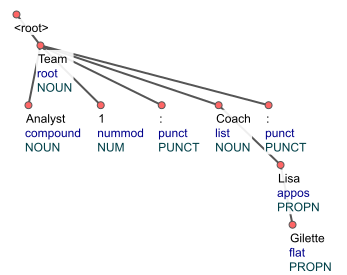 <root>
Team
root
NOUN
Analyst 1 : Coach :
compound nummod punct list punct
NOUN NUM PUNCT NOUN PUNCT
Lisa
appos
PROPN
Gilette
flat
PROPN